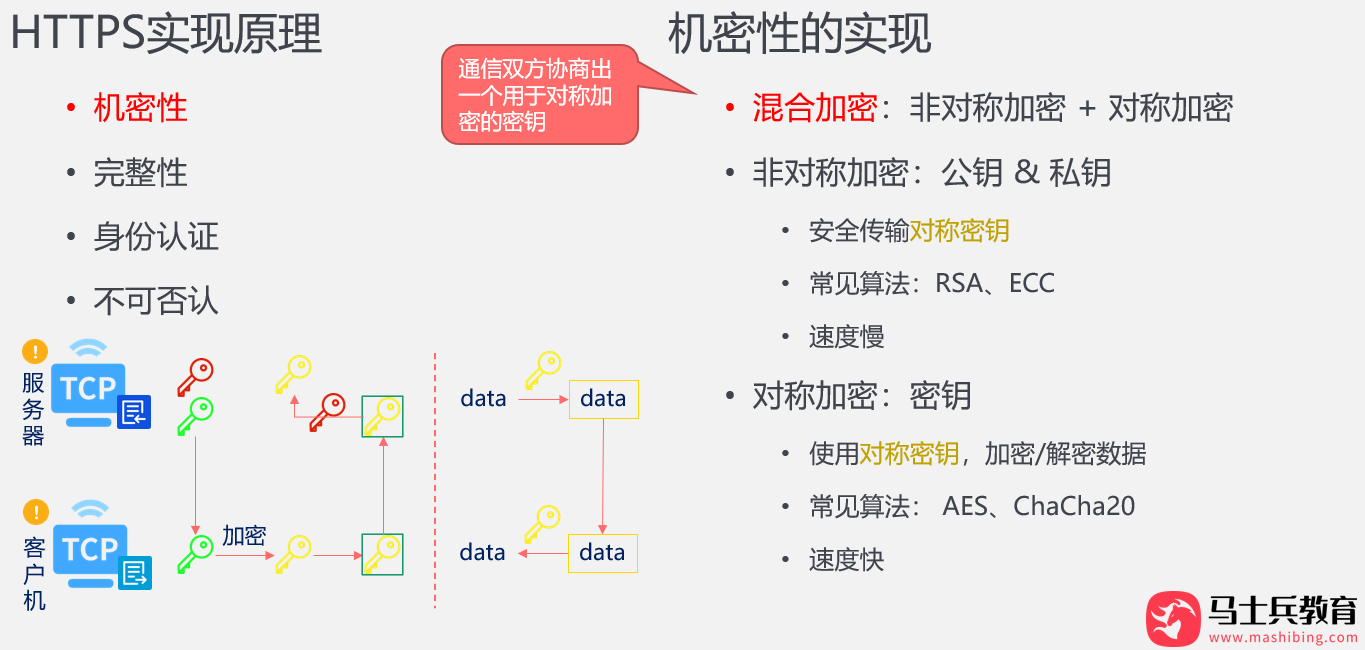 HTTPS实现原理
机密性
完整性
身份认证
不可否认
通信双方协商出
一个用于对称加
密的密钥
机密性的实现
混合加密：非对称加密 + 对称加密
非对称加密：公钥 & 私钥
安全传输对称密钥
常见算法：RSA、ECC
速度慢
对称加密：密钥
使用对称密钥，加密/解密数据
常见算法： AES、ChaCha20
速度快
!
TCP
服务器
!
TCP
客户机
加密
data
data
data
data
马士兵教育
www.mashibing.com